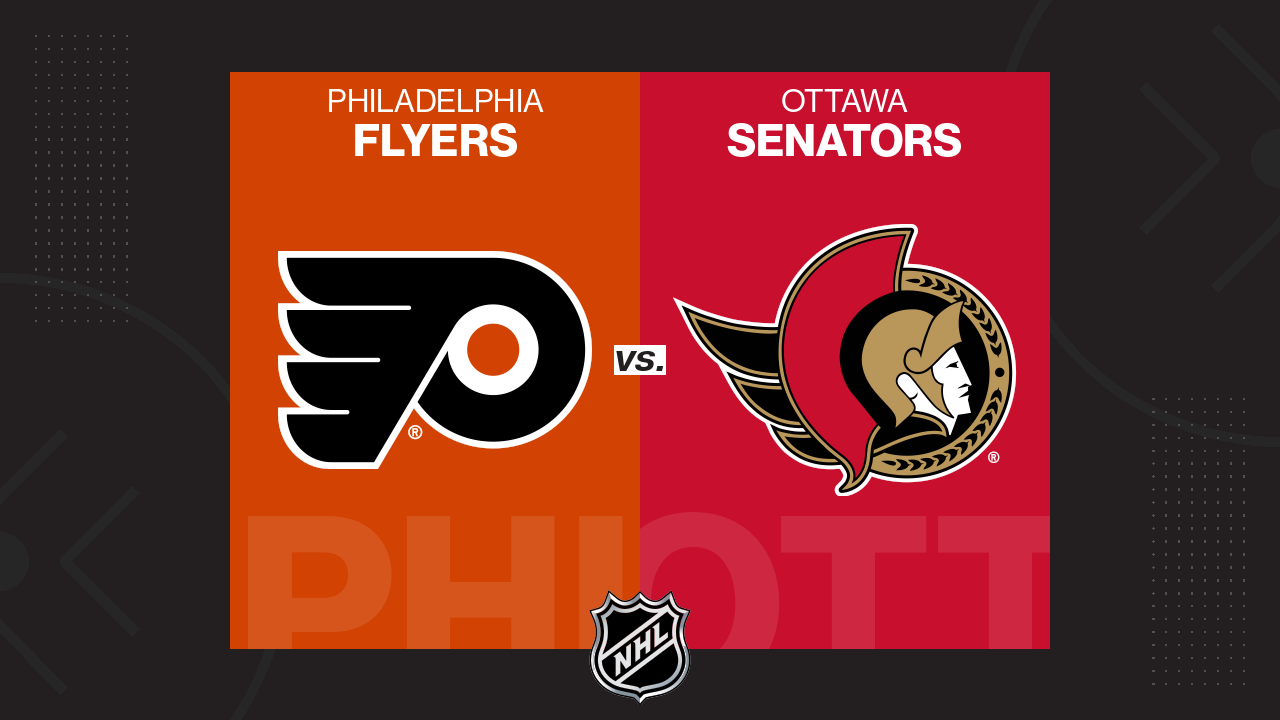 PHILADELPHIA
FLYERS
OTTAWA
SENATORS
vs.
®
®
PHI
OTT
NHL